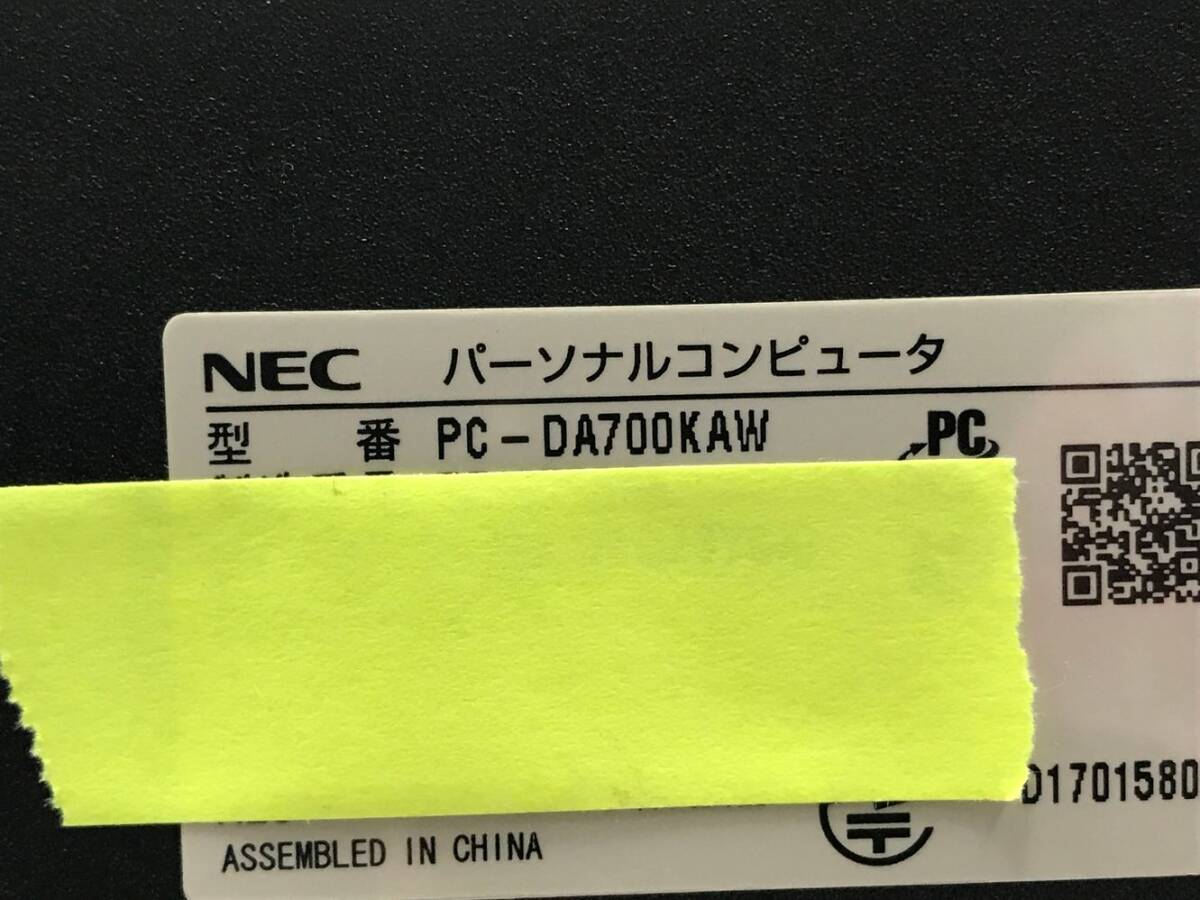 NEC パーソナルコンピュータ
型 番 PC-DA700KAW
PC
D1701580
ASSEMBLED IN CHINA